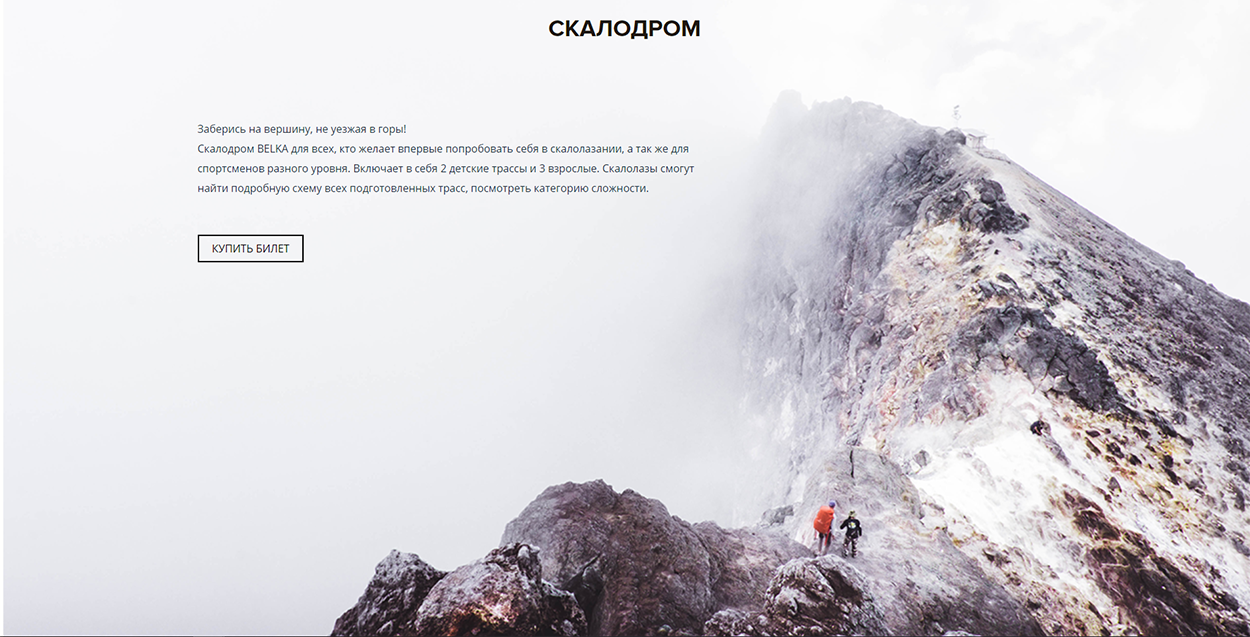 СКАЛОДРОМ
Заберись на вершину, не уезжая в горы!
Скалодром BELKA для всех, кто желает впервые попробовать себя в скалолазании, а так же для
спортсменов разного уровня. Включает в себя 2 детские трассы и 3 взрослые. Скалолазы смогут
найти подробную схему всех подготовленных трасс, посмотреть категорию сложности.
КУПИТЬ БИЛЕТ